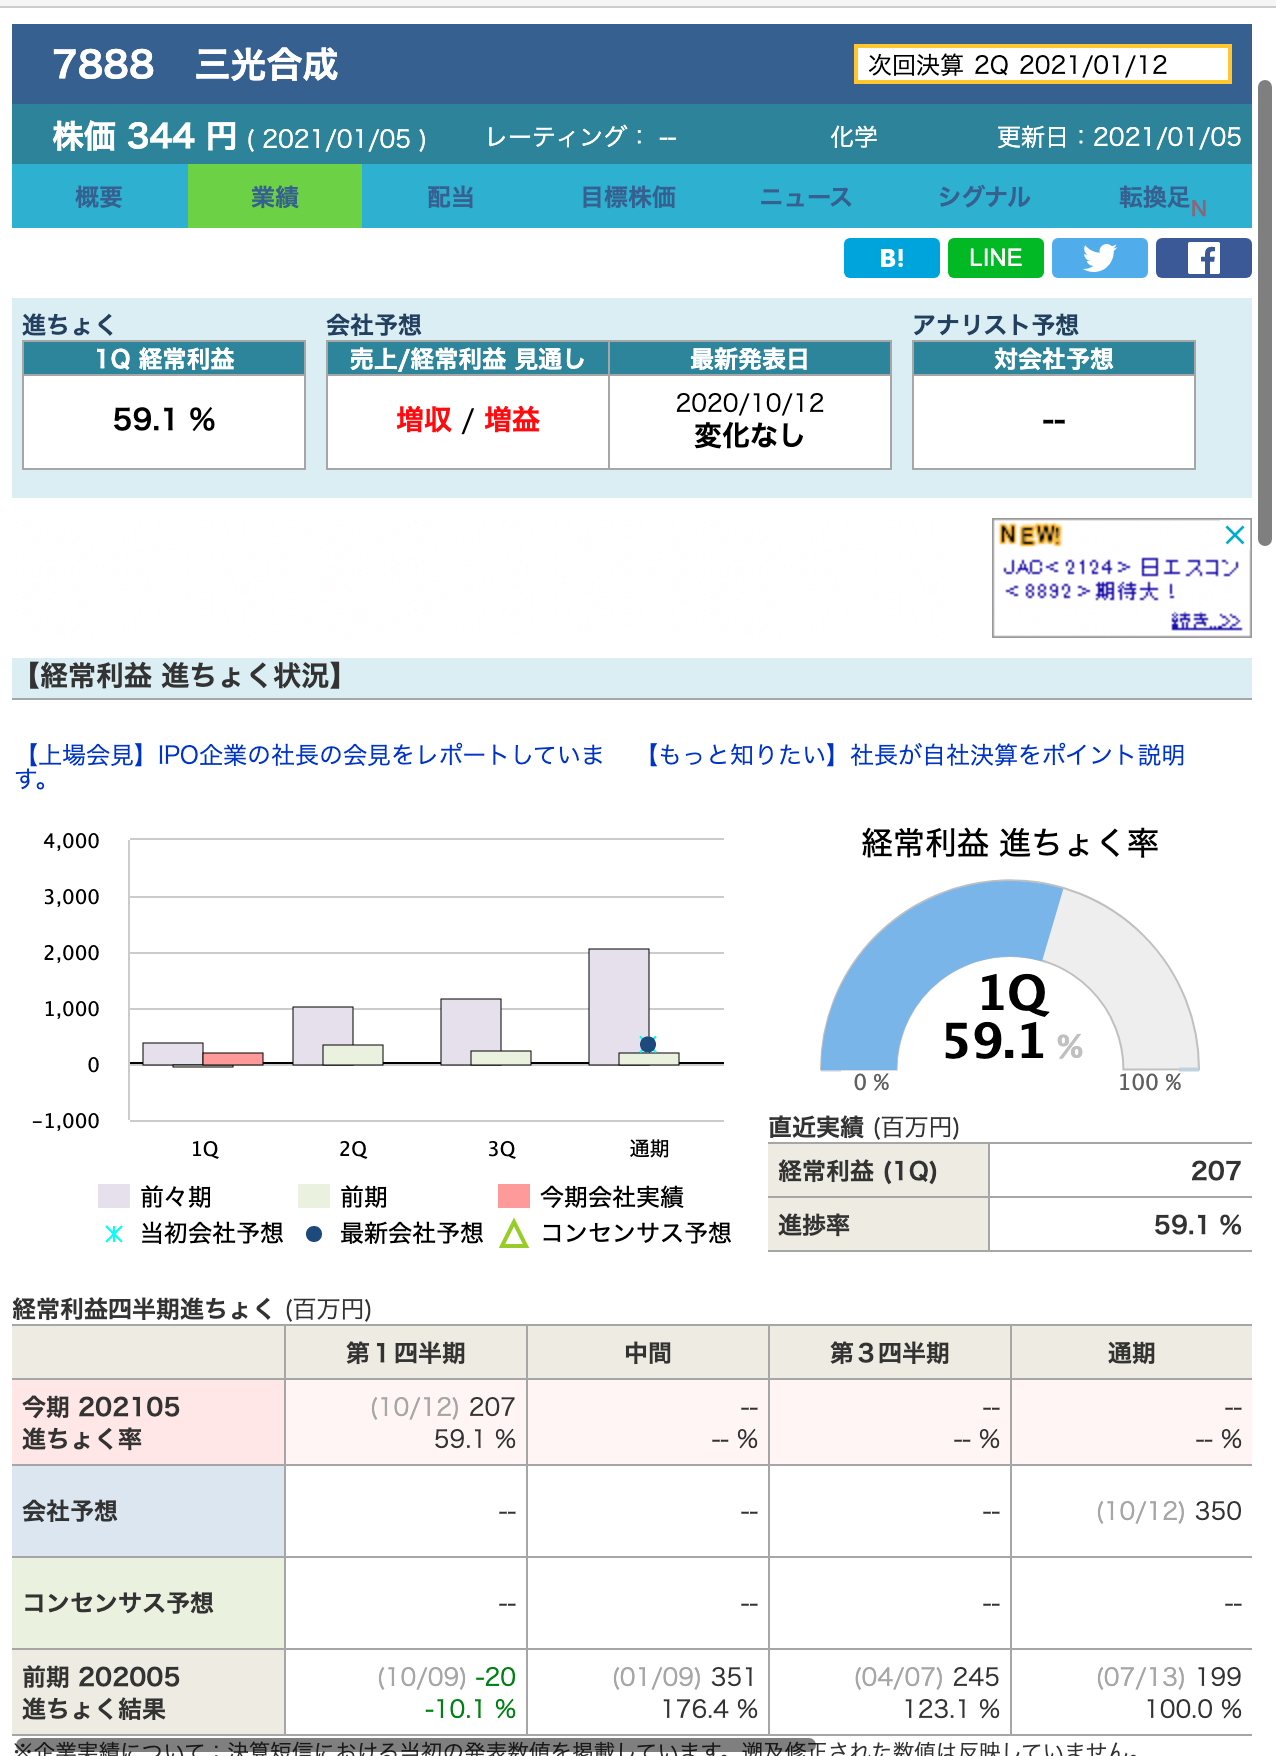 7888　三光合成
次回決算 2Q 2021/01/12
株価 344 円 ( 2021/01/05 )　レーティング： --　化学　更新日：2021/01/05
概要　業績　配当　目標株価　ニュース　シグナル　転換足N
B!　LINE
進ちょく　会社予想　アナリスト予想
1Q 経常利益　売上/経常利益 見通し　最新発表日　対会社予想
59.1 %　増収 / 増益　2020/10/12　--
変化なし
NEW!
JAC<2124> 日エスコン
<8892>期待大！
続き..>>
【経常利益 進ちょく状況】
【上場会見】IPO企業の社長の会見をレポートしていま　【もっと知りたい】社長が自社決算をポイント説明
す。
4,000
3,000
2,000
1,000
0
-1,000
1Q　2Q　3Q　通期
前々期　前期　今期会社実績
当初会社予想　最新会社予想　コンセンサス予想
経常利益 進ちょく率
1Q
59.1 %
0 %　100 %
直近実績 (百万円)
経常利益 (1Q)　207
進捗率　59.1 %
経常利益四半期進ちょく (百万円)
第１四半期　中間　第３四半期　通期
今期 202105　(10/12) 207　--　--　--
進ちょく率　59.1 %　-- %　-- %　-- %
会社予想　--　--　--　(10/12) 350
コンセンサス予想　--　--　--　--
前期 202005　(10/09) -20　(01/09) 351　(04/07) 245　(07/13) 199
進ちょく結果　-10.1 %　176.4 %　123.1 %　100.0 %
※企業実績について：決算短信における当初の発表数値を掲載しています。遡及修正された数値は反映していません。